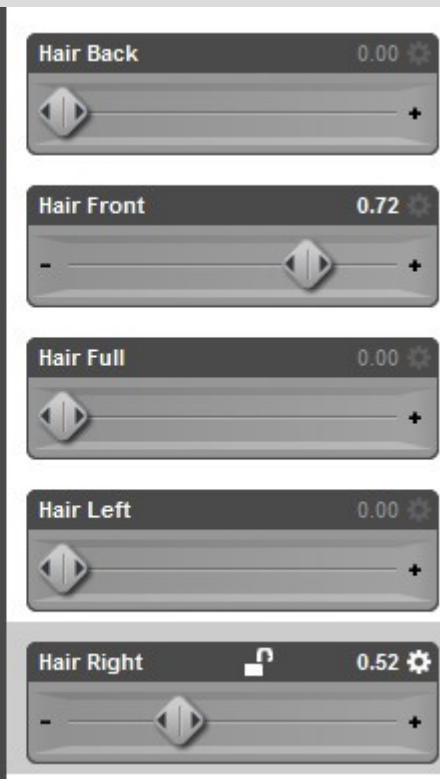 Hair Back 0.00
+
Hair Front 0.72
- +
Hair Full 0.00
+
Hair Left 0.00
+
Hair Right 0.52
- +